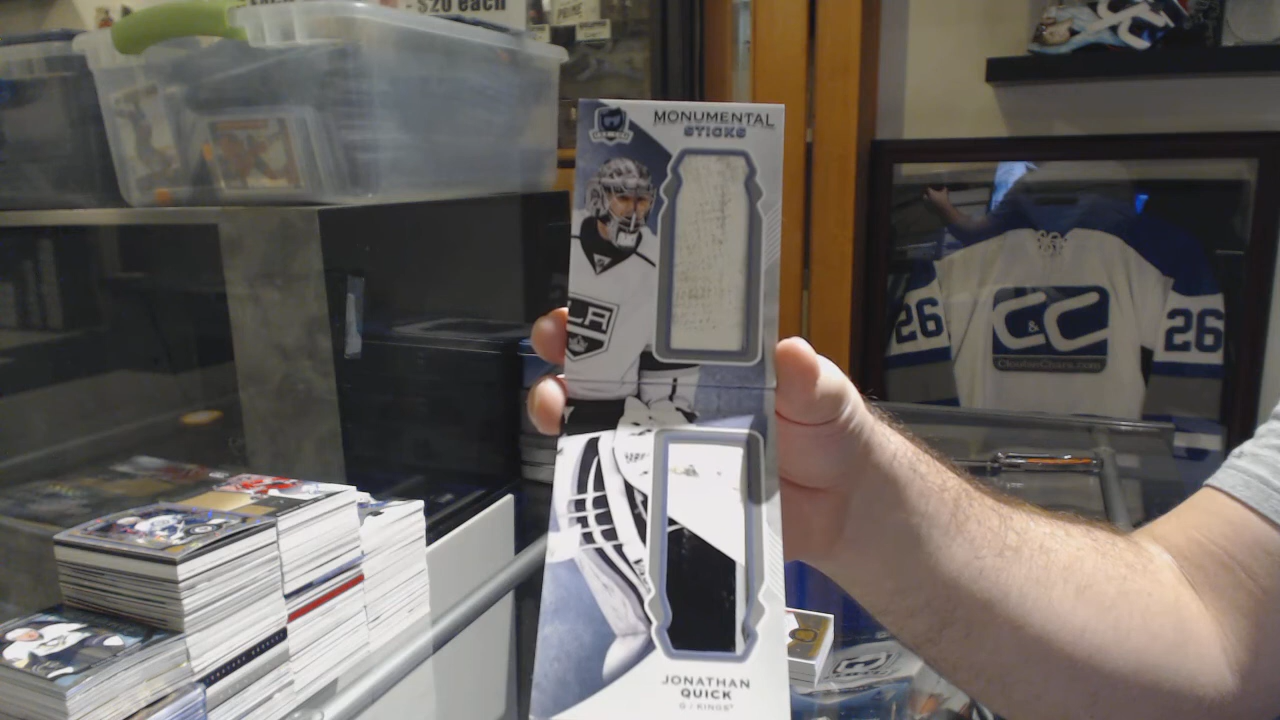 - $20 each
MONUMENTAL
STICKS
LA
26
C&C
26
JONATHAN
QUICK
G / KINGS